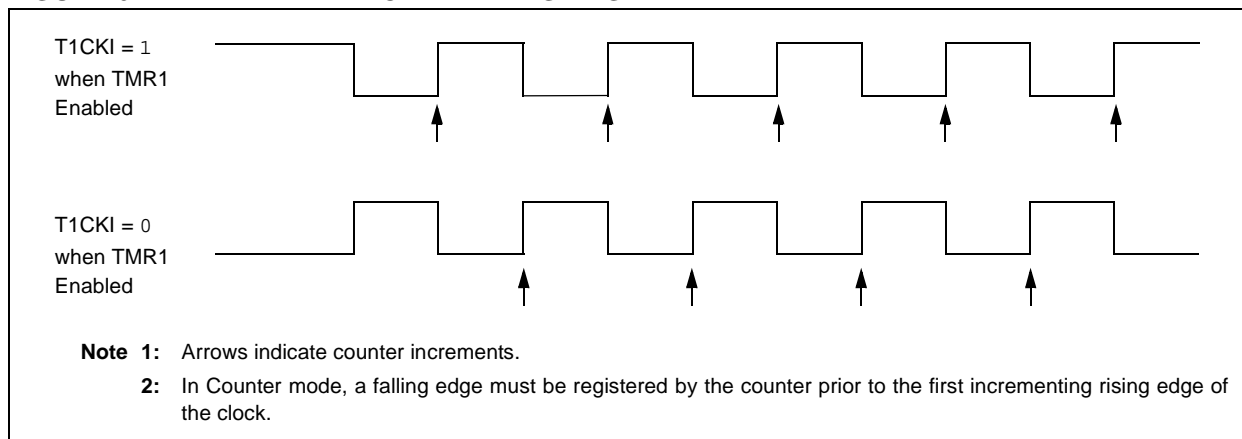 T1CKI = 1
when TMR1
Enabled
T1CKI = 0
when TMR1
Enabled
Note 1: Arrows indicate counter increments.
2: In Counter mode, a falling edge must be registered by the counter prior to the first incrementing rising edge of
the clock.